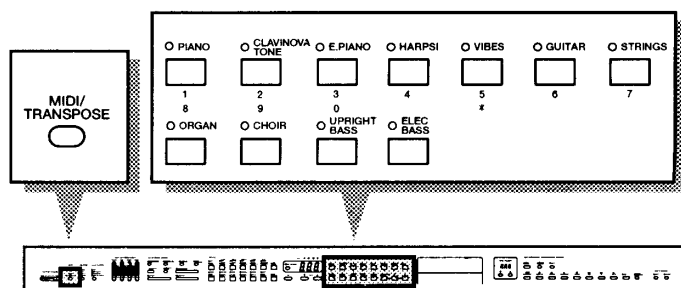 MIDI/
TRANSPOSE
PIANO CLAVINOVA TONE E.PIANO HARPSI VIBES GUITAR STRINGS
1 2 3 4 5 6 7
8 9 0 *
ORGAN CHOIR UPRIGHT BASS ELEC BASS